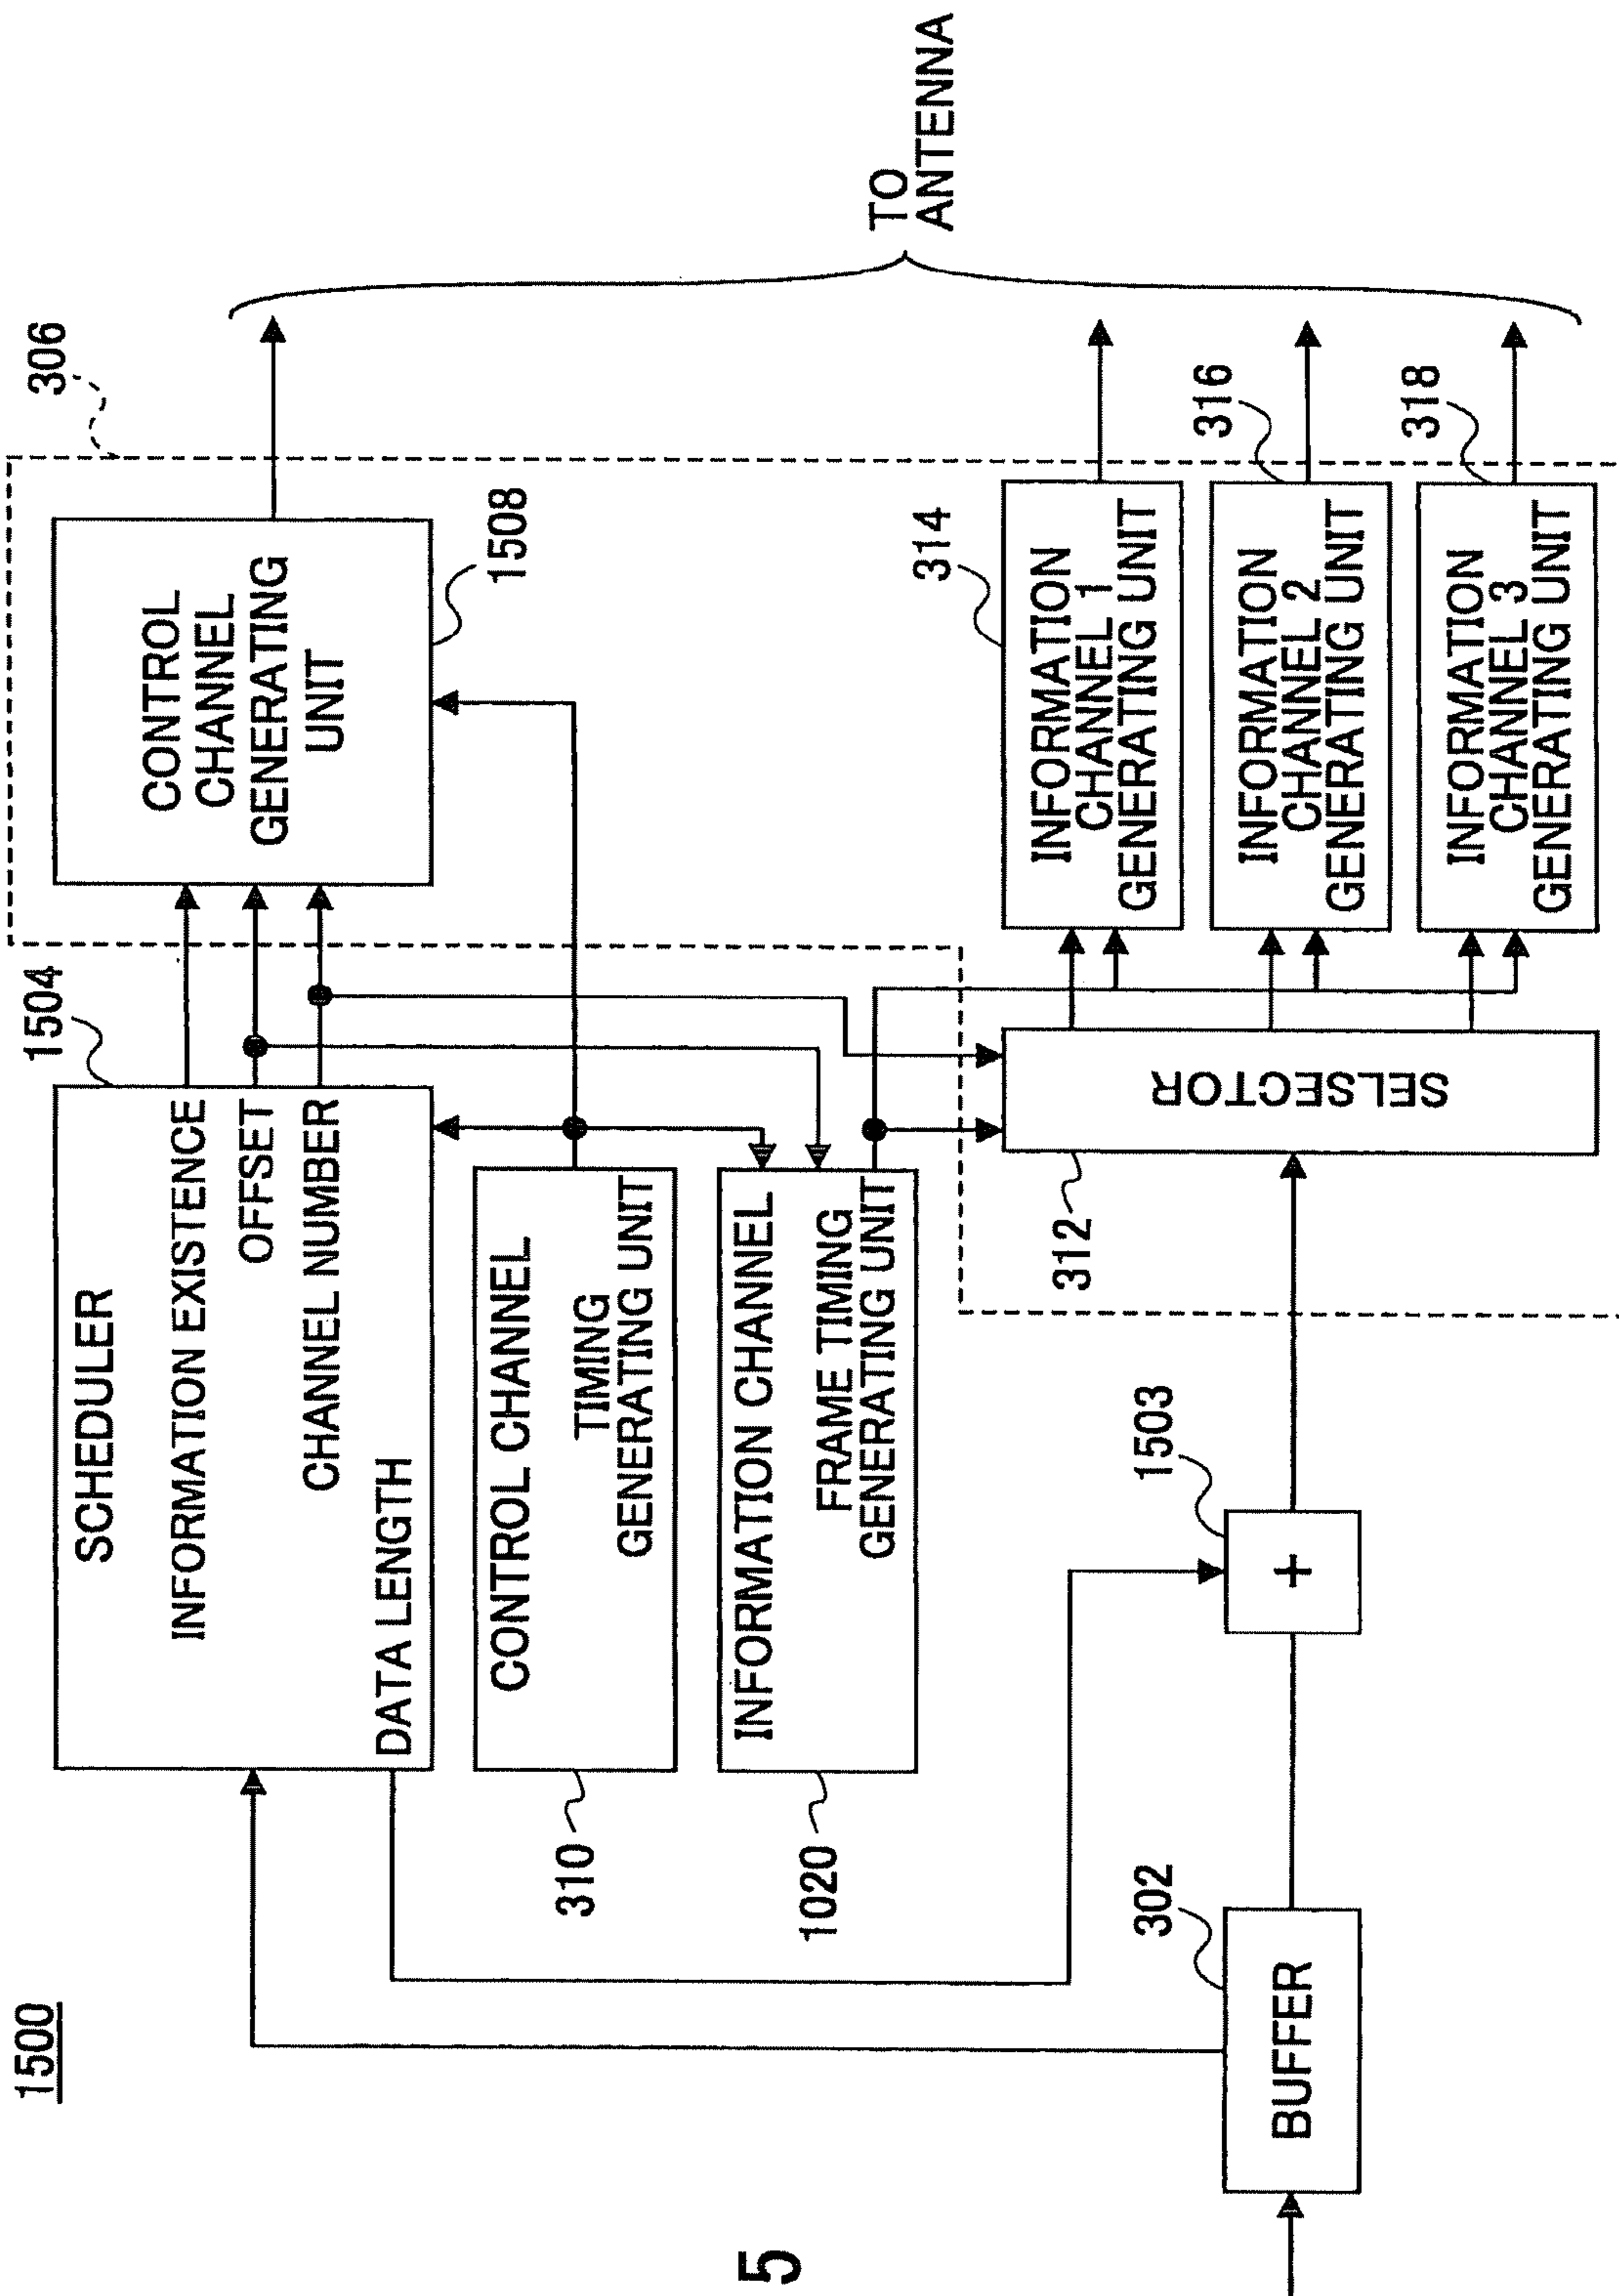 1500
306
1504
SCHEDULER
INFORMATION EXISTENCE
OFFSET
CHANNEL NUMBER
DATA LENGTH
CONTROL
CHANNEL
GENERATING
UNIT
1508
CONTROL CHANNEL
TIMING
GENERATING UNIT
310
INFORMATION CHANNEL
FRAME TIMING
GENERATING UNIT
1020
TO
ANTENNA
314
INFORMATION
CHANNEL 1
GENERATING UNIT
316
INFORMATION
CHANNEL 2
GENERATING UNIT
318
INFORMATION
CHANNEL 3
GENERATING UNIT
SELSECTOR
312
1503
+
302
BUFFER
5